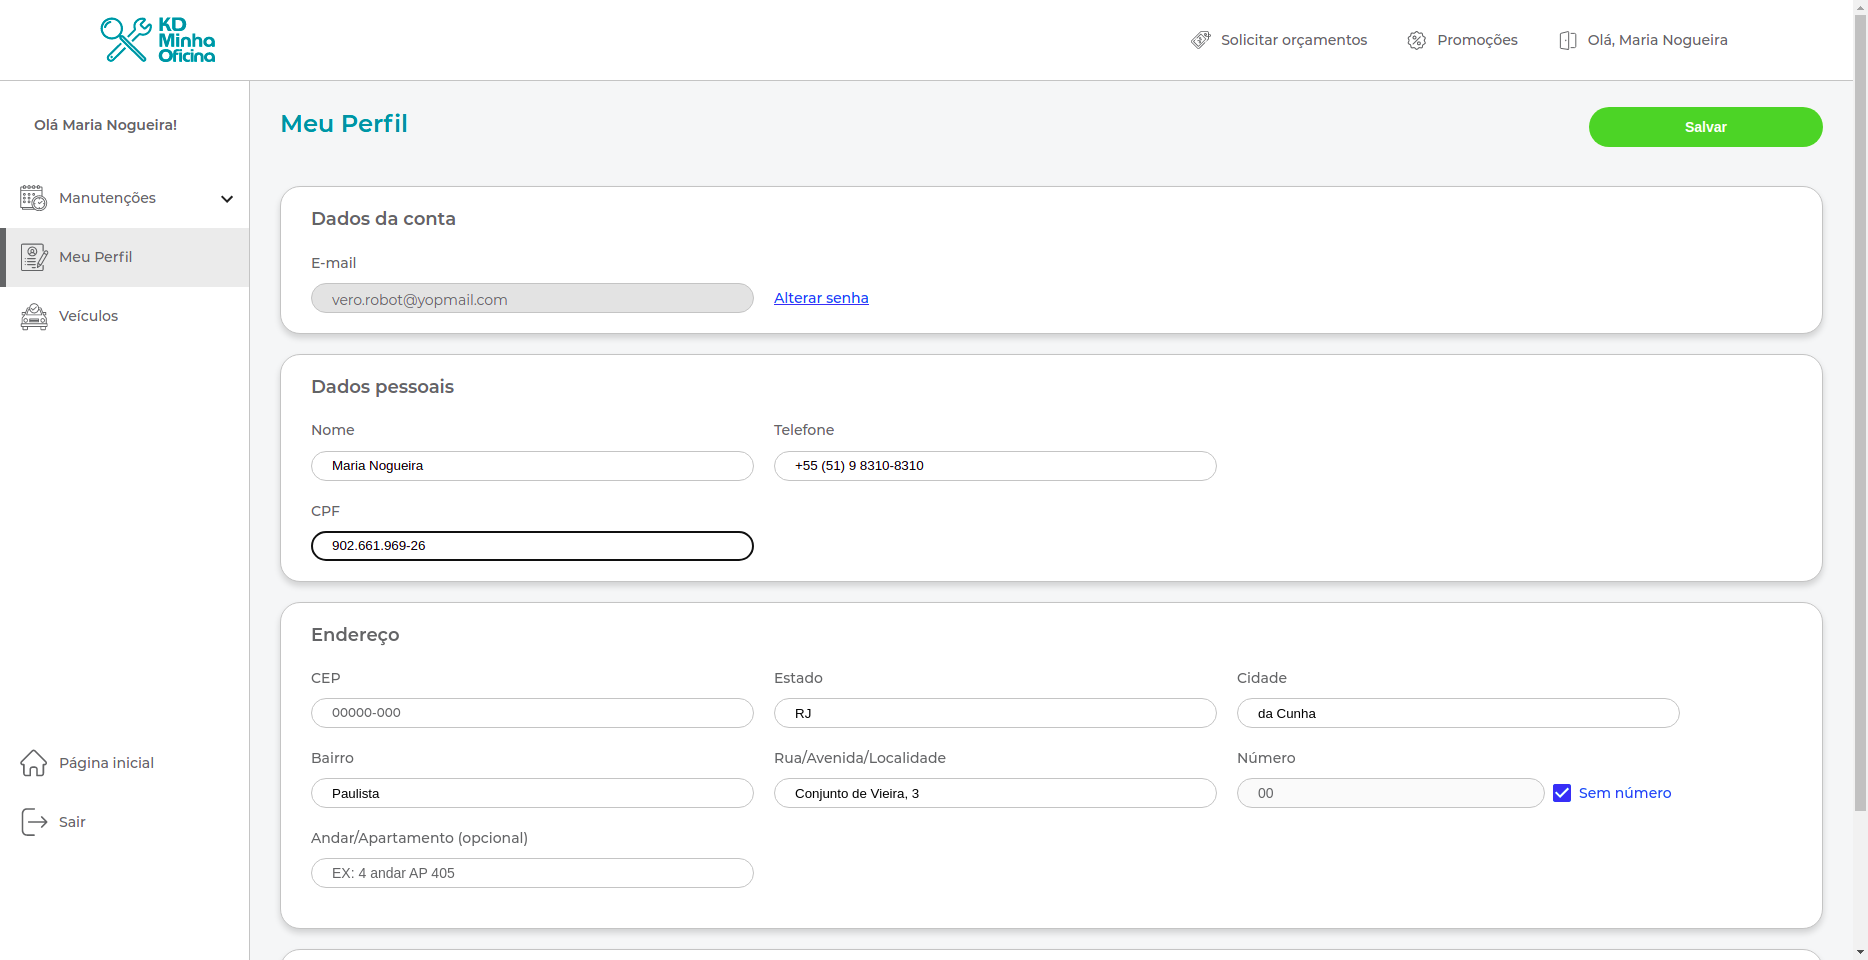 KD
Minha
Oficina
Solicitar orçamentos
Promoções
Olá, Maria Nogueira
Olá Maria Nogueira!
Manutenções
Meu Perfil
Veículos
Página inicial
Sair
Meu Perfil
Salvar
Dados da conta
E-mail
vero.robot@yopmail.com
Alterar senha
Dados pessoais
Nome
Telefone
Maria Nogueira
+55 (51) 9 8310-8310
CPF
902.661.969-26
Endereço
CEP
Estado
Cidade
00000-000
RJ
da Cunha
Bairro
Rua/Avenida/Localidade
Número
Paulista
Conjunto de Vieira, 3
00
Sem número
Andar/Apartamento (opcional)
EX: 4 andar AP 405